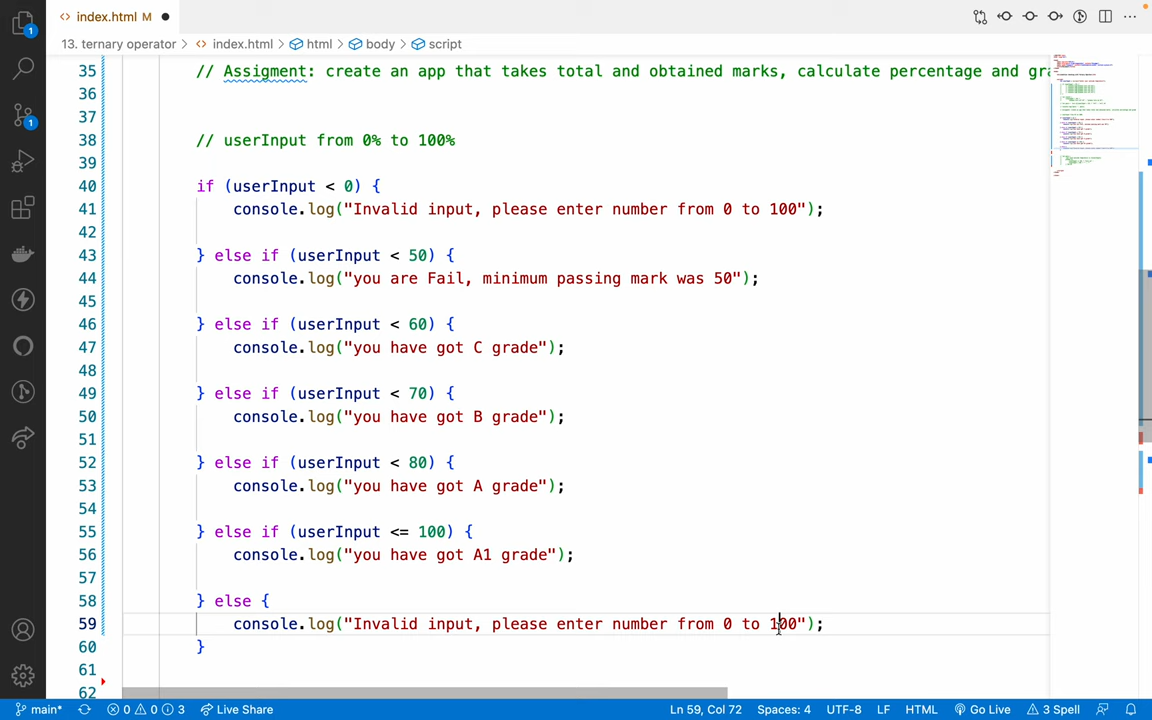 index.html M
13. ternary operator > index.html > html > body > script
1
1
35 // Assigment: create an app that takes total and obtained marks, calculate percentage and gra
36
37
38 // userInput from 0% to 100%
39
40 if (userInput < 0) {
41 console.log("Invalid input, please enter number from 0 to 100");
42
43 } else if (userInput < 50) {
44 console.log("you are Fail, minimum passing mark was 50");
45
46 } else if (userInput < 60) {
47 console.log("you have got C grade");
48
49 } else if (userInput < 70) {
50 console.log("you have got B grade");
51
52 } else if (userInput < 80) {
53 console.log("you have got A grade");
54
55 } else if (userInput <= 100) {
56 console.log("you have got A1 grade");
57
58 } else {
59 console.log("Invalid input, please enter number from 0 to 100");
60 }
61
62
main* 0 0 3 Live Share Ln 59, Col 72 Spaces: 4 UTF-8 LF HTML Go Live 3 Spell